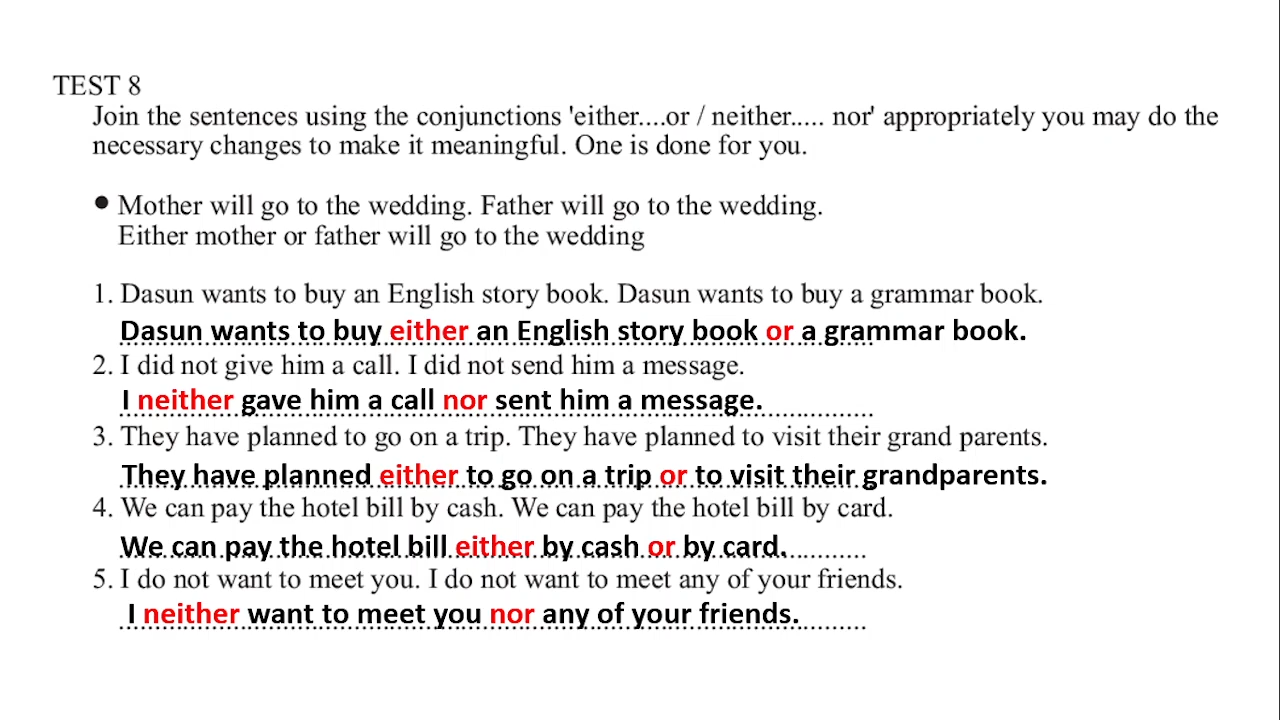 TEST 8
Join the sentences using the conjunctions 'either....or / neither..... nor' appropriately you may do the
necessary changes to make it meaningful. One is done for you.
● Mother will go to the wedding. Father will go to the wedding.
Either mother or father will go to the wedding
1. Dasun wants to buy an English story book. Dasun wants to buy a grammar book.
Dasun wants to buy either an English story book or a grammar book.
2. I did not give him a call. I did not send him a message.
I neither gave him a call nor sent him a message.
3. They have planned to go on a trip. They have planned to visit their grand parents.
They have planned either to go on a trip or to visit their grandparents.
4. We can pay the hotel bill by cash. We can pay the hotel bill by card.
We can pay the hotel bill either by cash or by card.
5. I do not want to meet you. I do not want to meet any of your friends.
I neither want to meet you nor any of your friends.